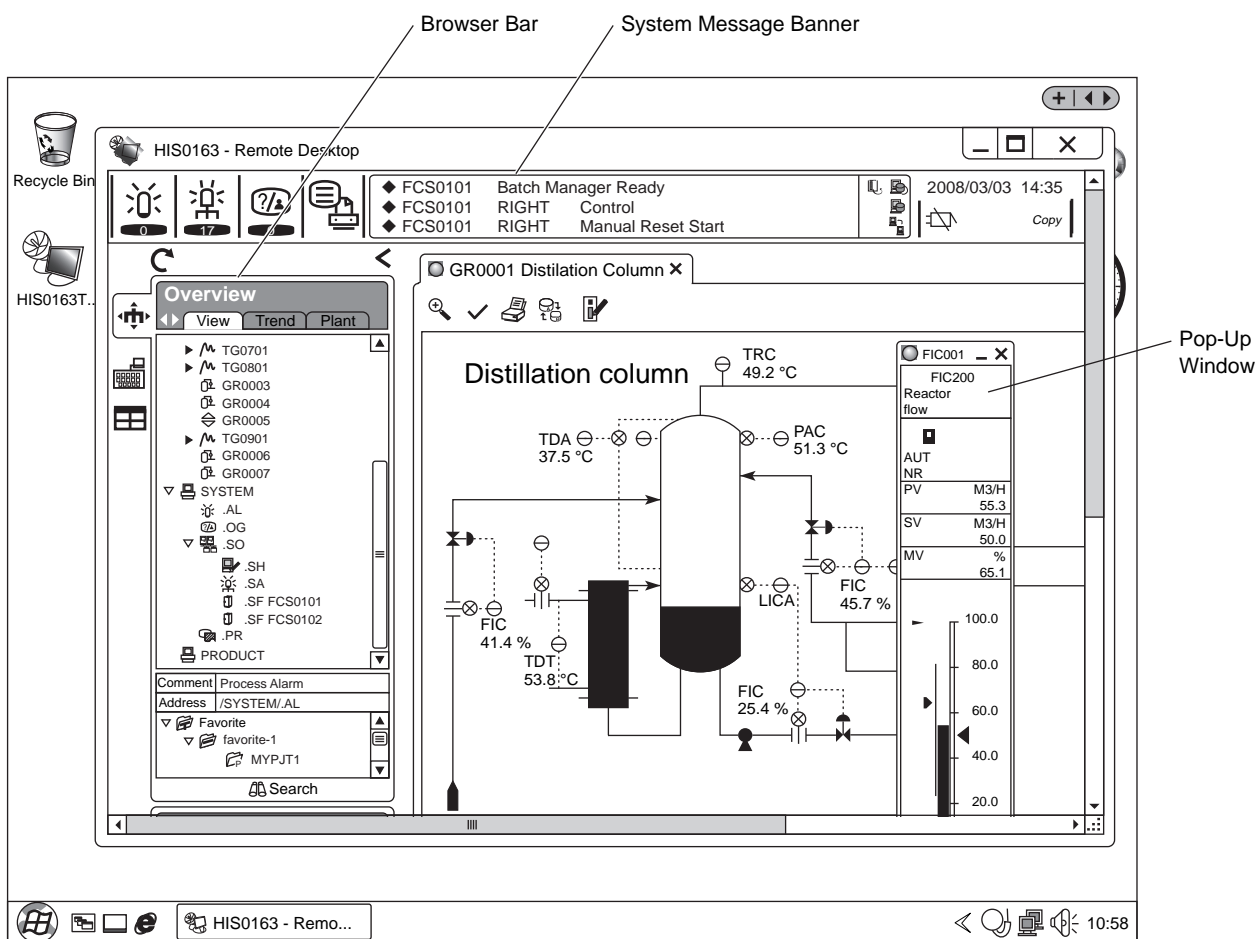 Browser Bar
System Message Banner
Recycle Bin
HIS0163 - Remote Desktop
0
17
FCS0101 Batch Manager Ready
FCS0101 RIGHT Control
FCS0101 RIGHT Manual Reset Start
2008/03/03 14:35
Copy
HIS0163T..
GR0001 Distilation Column
Overview
View Trend Plant
TG0701
TG0801
GR0003
GR0004
GR0005
TG0901
GR0006
GR0007
SYSTEM
.AL
.OG
.SO
.SH
.SA
.SF FCS0101
.SF FCS0102
.PR
PRODUCT
Comment Process Alarm
Address /SYSTEM/.AL
Favorite
favorite-1
MYPJT1
Search
Distillation column
TRC
49.2 °C
TDA
37.5 °C
PAC
51.3 °C
FIC
41.4 %
TDT
53.8 °C
LICA
FIC
45.7 %
FIC
25.4 %
FIC001
FIC200
Reactor
flow
AUT
NR
PV M3/H
55.3
SV M3/H
50.0
MV %
65.1
100.0
80.0
60.0
40.0
20.0
Pop-Up
Window
HIS0163 - Remo...
10:58